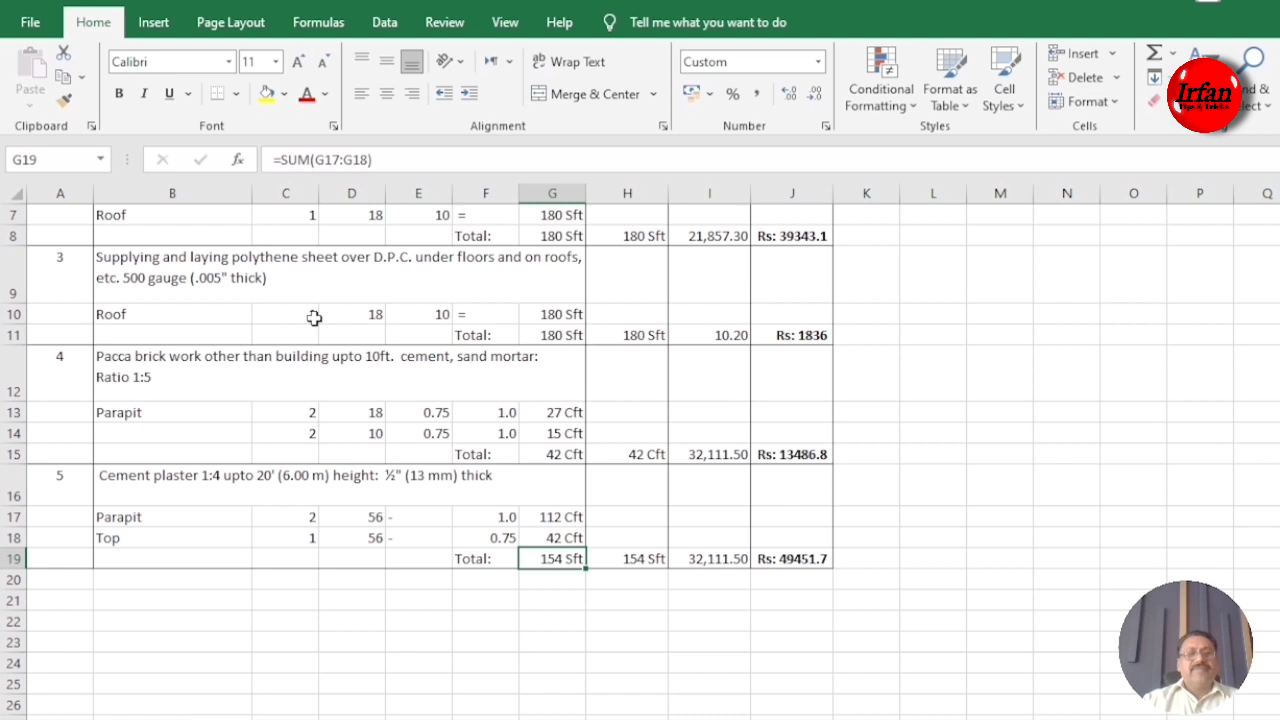 File Home Insert Page Layout Formulas Data Review View Help Tell me what you want to do
Calibri 11 Wrap Text Custom Insert
Paste B I U Merge & Center % Conditional Formatting Format as Table Cell Styles Delete &
Format Select
Clipboard Font Alignment Number Styles Cells
Irfan
Tips & Tricks
G19 fx =SUM(G17:G18)
A B C D E F G H I J K L M N O P Q
7 Roof 1 18 10 = 180 Sft
8 Total: 180 Sft 180 Sft 21,857.30 Rs: 39343.1
3 Supplying and laying polythene sheet over D.P.C. under floors and on roofs,
etc. 500 gauge (.005" thick)
9
10 Roof 18 10 = 180 Sft
11 Total: 180 Sft 180 Sft 10.20 Rs: 1836
4 Pacca brick work other than building upto 10ft. cement, sand mortar:
Ratio 1:5
12
13 Parapit 2 18 0.75 1.0 27 Cft
14 2 10 0.75 1.0 15 Cft
15 Total: 42 Cft 42 Cft 32,111.50 Rs: 13486.8
5 Cement plaster 1:4 upto 20' (6.00 m) height: ½" (13 mm) thick
16
17 Parapit 2 56 - 1.0 112 Cft
18 Top 1 56 - 0.75 42 Cft
19 Total: 154 Sft 154 Sft 32,111.50 Rs: 49451.7
20
21
22
23
24
25
26